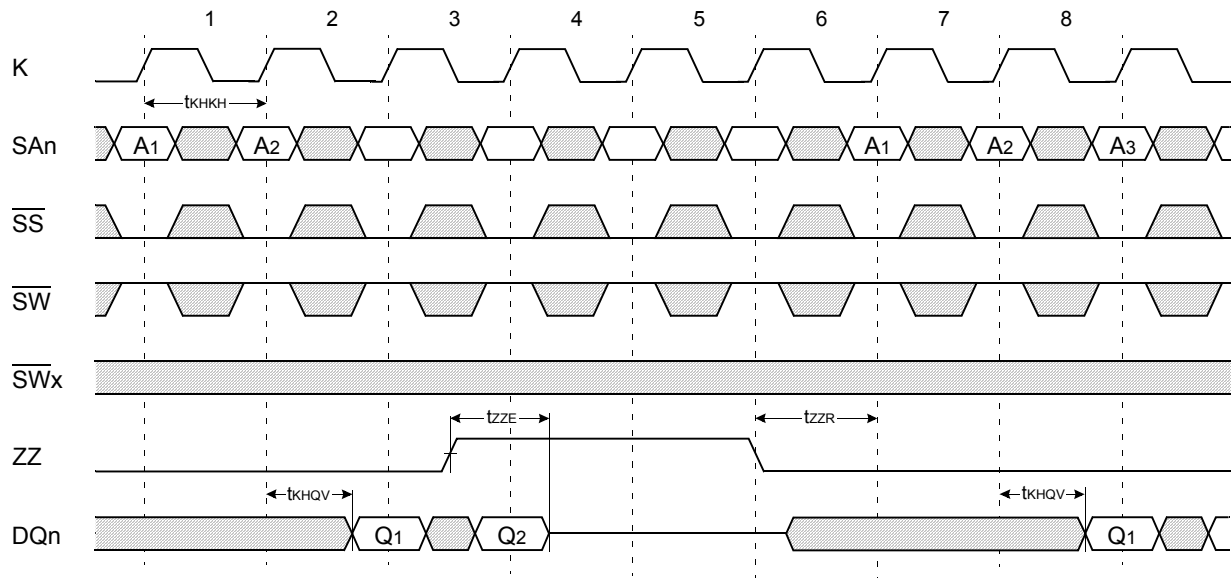 1 2 3 4 5 6 7 8
K
tKHKH
SAn A1 A2 A1 A2 A3
SS
SW
SWx
tZZE tZZR
ZZ
tKHQV tKHQV
DQn Q1 Q2 Q1